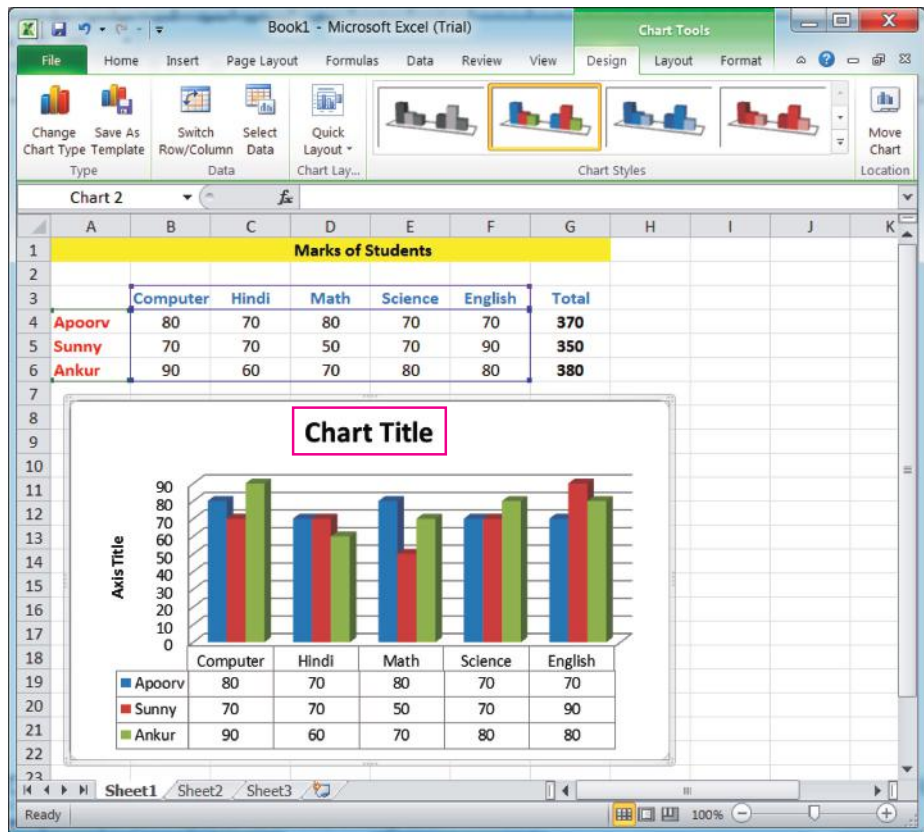 Book1 - Microsoft Excel (Trial)
Chart Tools
File Home Insert Page Layout Formulas Data Review View Design Layout Format
Change Chart Type
Save As Template
Switch Row/Column
Select Data
Quick Layout
Move Chart
Type Data Chart Lay... Chart Styles Location
Chart 2 fx
A B C D E F G H I J K
1 Marks of Students
2
3 Computer Hindi Math Science English Total
4 Apoorv 80 70 80 70 70 370
5 Sunny 70 70 50 70 90 350
6 Ankur 90 60 70 80 80 380
7
8
9
10
11
12
13
14
15
16
17
18
19
20
21
22
23
Chart Title
Axis Title
90
80
70
60
50
40
30
20
10
0
Computer Hindi Math Science English
Apoorv 80 70 80 70 70
Sunny 70 70 50 70 90
Ankur 90 60 70 80 80
Sheet1 Sheet2 Sheet3
Ready 100%